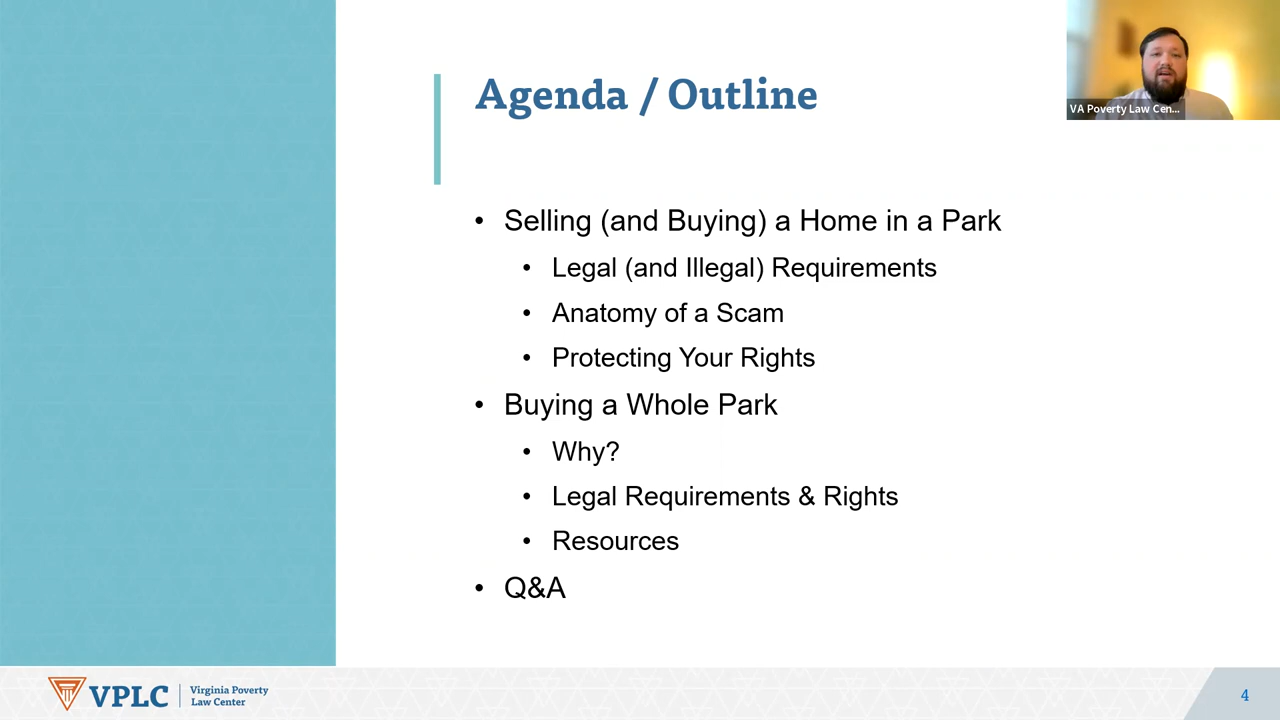 Agenda / Outline
VA Poverty Law Cen...
• Selling (and Buying) a Home in a Park
• Legal (and Illegal) Requirements
• Anatomy of a Scam
• Protecting Your Rights
• Buying a Whole Park
• Why?
• Legal Requirements & Rights
• Resources
• Q&A
VPLC
Virginia Poverty
Law Center
4